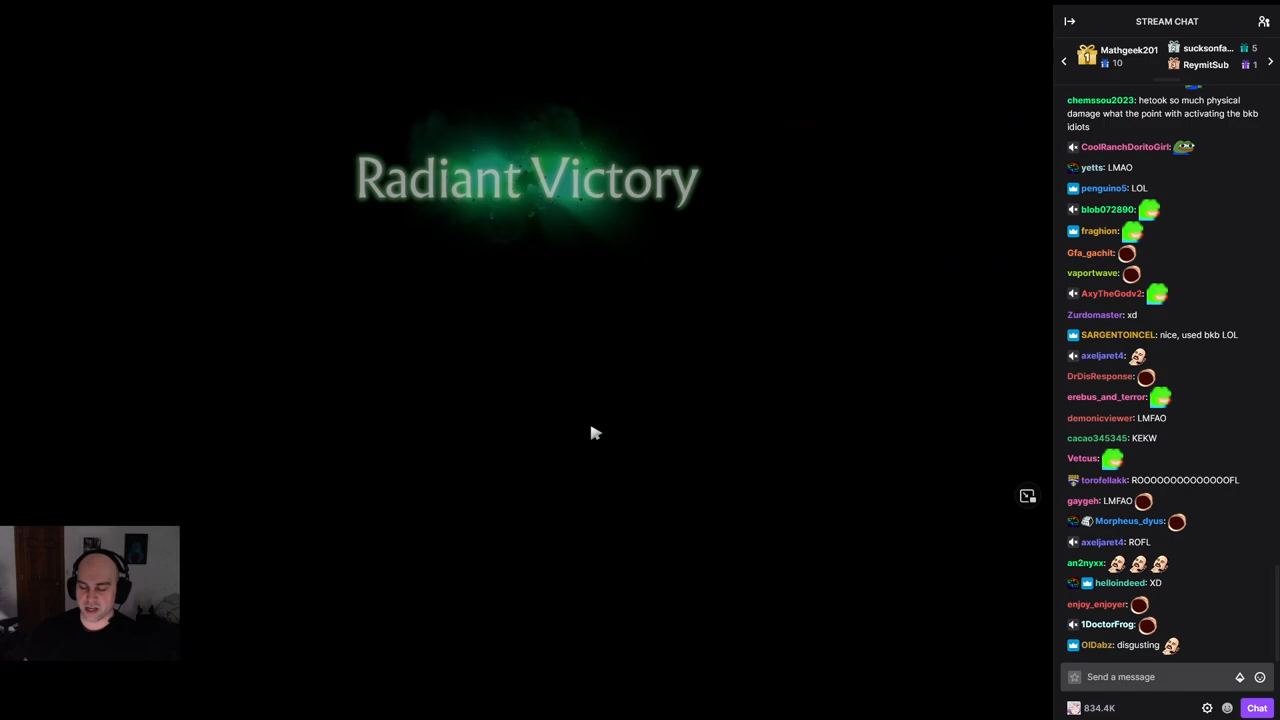 Radiant Victory
STREAM CHAT
1
Mathgeek201
10
sucksonfa... 5
ReymitSub 1
chemssou2023: hetook so much physical
damage what the point with activating the bkb
idiots
CoolRanchDoritoGirl:
yetts: LMAO
penguino5: LOL
blob072890:
fraghion:
Gfa_gachit:
vaportwave:
AxyTheGodv2:
Zurdomaster: xd
SARGENTOINCEL: nice, used bkb LOL
axeljaret4:
DrDisResponse:
erebus_and_terror:
demonicviewer: LMFAO
cacao345345: KEKW
Vetcus:
torofellakk: ROOOOOOOOOOOOOOFL
gaygeh: LMFAO
Morpheus_dyus:
axeljaret4: ROFL
an2nyxx:
helloindeed: XD
enjoy_enjoyer:
1DoctorFrog:
OlDabz: disgusting
Send a message
834.4K
Chat